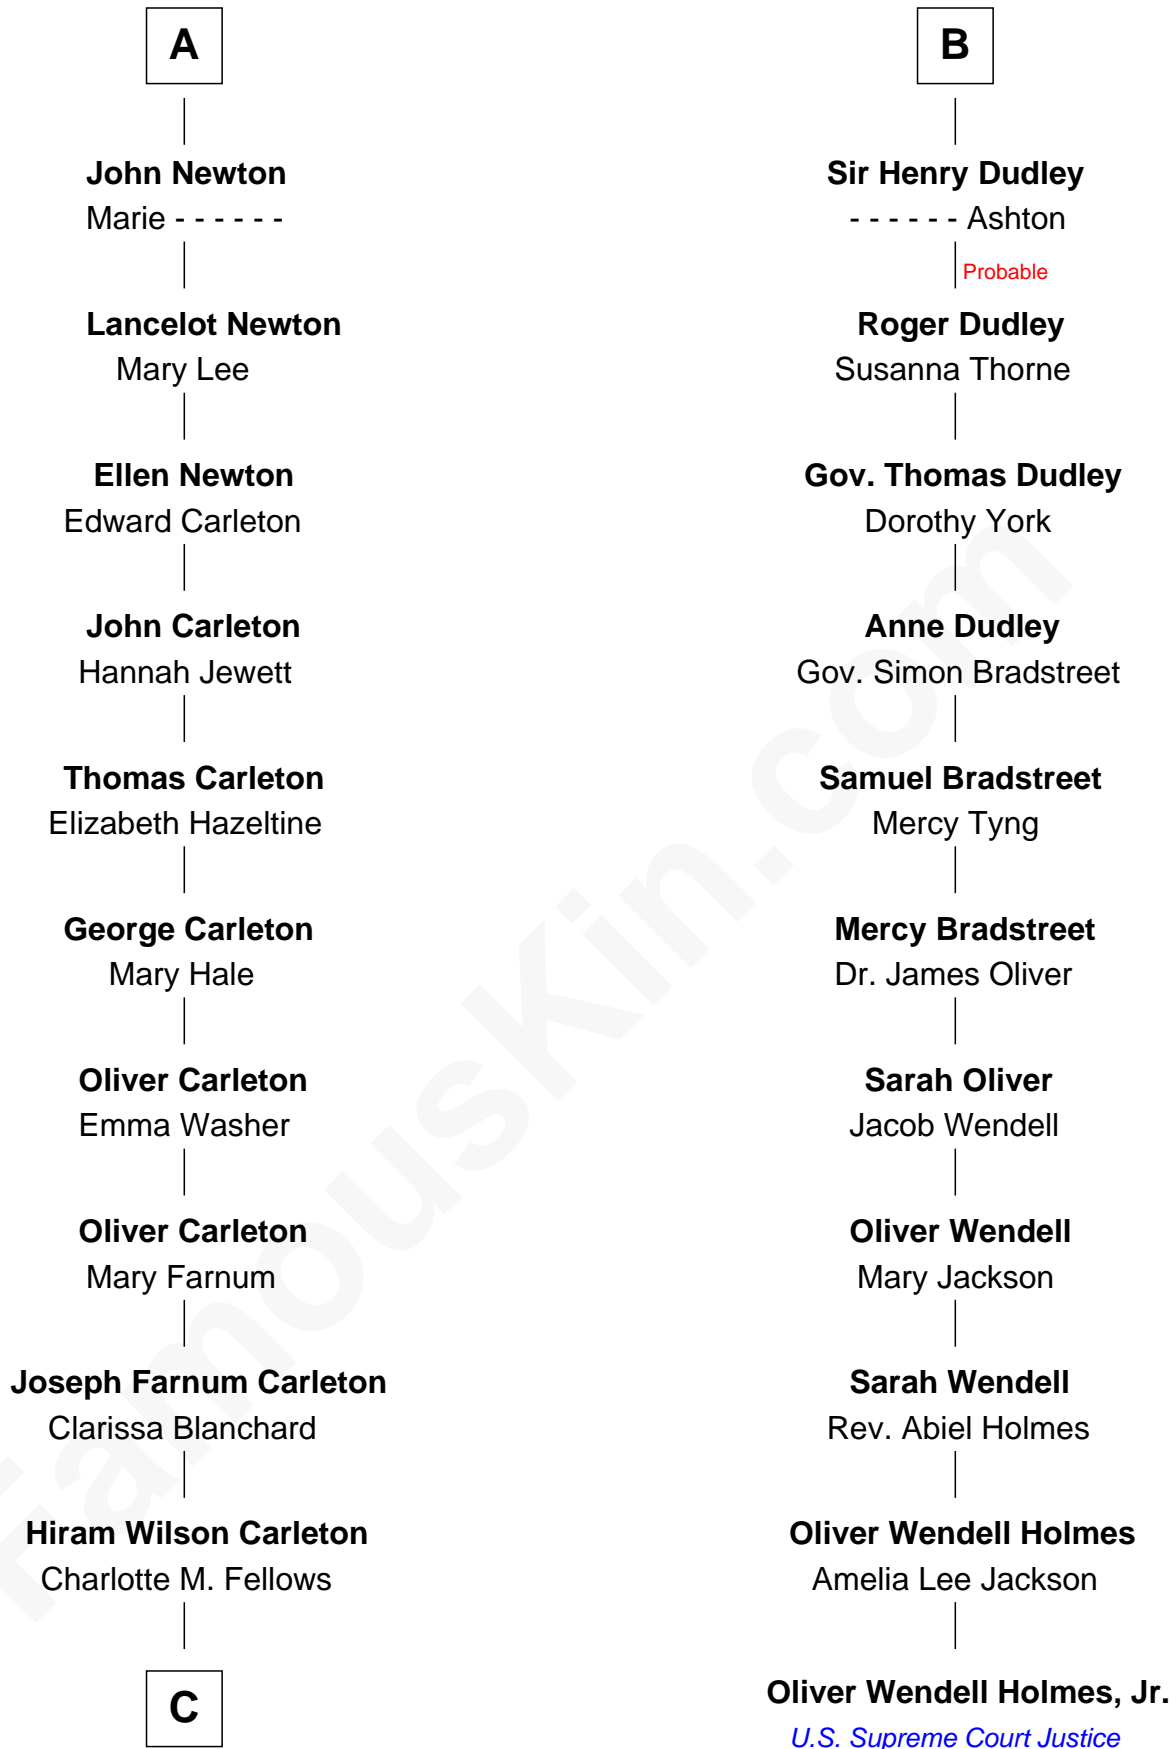 A
John Newton
Marie - - - - - -
Lancelot Newton
Mary Lee
Ellen Newton
Edward Carleton
John Carleton
Hannah Jewett
Thomas Carleton
Elizabeth Hazeltine
George Carleton
Mary Hale
Oliver Carleton
Emma Washer
Oliver Carleton
Mary Farnum
Joseph Farnum Carleton
Clarissa Blanchard
Hiram Wilson Carleton
Charlotte M. Fellows
C
B
Sir Henry Dudley
- - - - - - Ashton
Probable
Roger Dudley
Susanna Thorne
Gov. Thomas Dudley
Dorothy York
Anne Dudley
Gov. Simon Bradstreet
Samuel Bradstreet
Mercy Tyng
Mercy Bradstreet
Dr. James Oliver
Sarah Oliver
Jacob Wendell
Oliver Wendell
Mary Jackson
Sarah Wendell
Rev. Abiel Holmes
Oliver Wendell Holmes
Amelia Lee Jackson
Oliver Wendell Holmes, Jr.
U.S. Supreme Court Justice
FamousKin.com